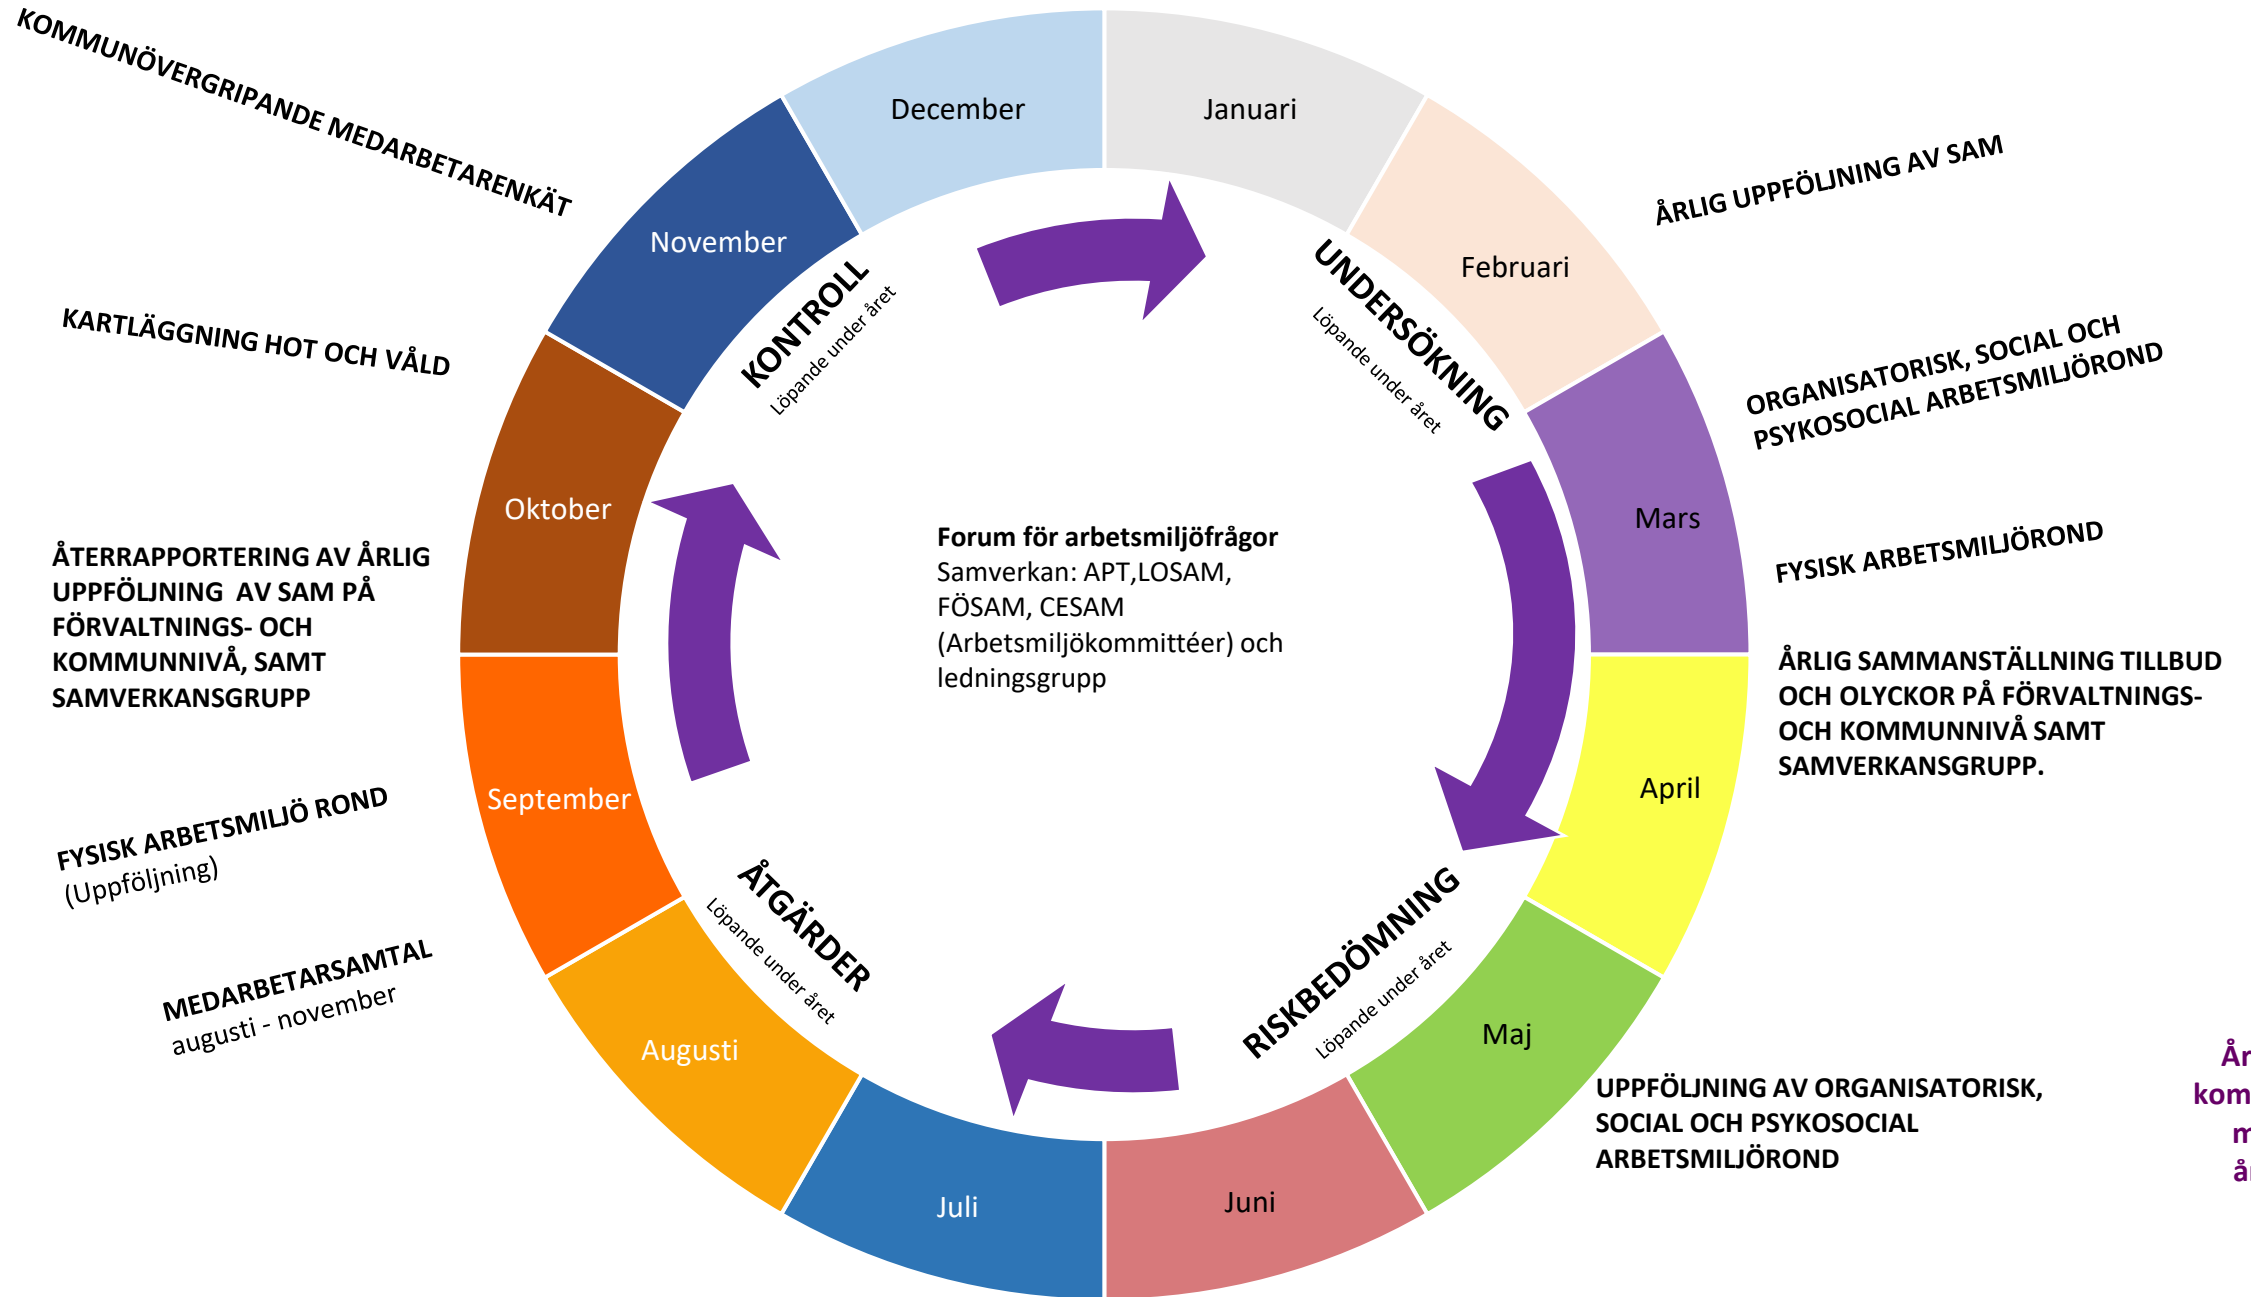 KOMMUNÖVERGRIPANDE MEDARBETARENKÄT
KARTLÄGGNING HOT OCH VÅLD
ÅTERRAPPORTERING AV ÅRLIG
UPPFÖLJNING  AV SAM PÅ
FÖRVALTNINGS- OCH
KOMMUNNIVÅ, SAMT
SAMVERKANSGRUPP
FYSISK ARBETSMILJÖ ROND
(Uppföljning)
MEDARBETARSAMTAL
augusti - november
December
Januari
Februari
Mars
April
Maj
Juni
Juli
Augusti
September
Oktober
November
KONTROLL
Löpande under året
UNDERSÖKNING
Löpande under året
RISKBEDÖMNING
Löpande under året
ÅTGÄRDER
Löpande under året
Forum för arbetsmiljöfrågor
Samverkan: APT,LOSAM,
FÖSAM, CESAM
(Arbetsmiljökommittéer) och
ledningsgrupp
ÅRLIG UPPFÖLJNING AV SAM
ORGANISATORISK, SOCIAL OCH
PSYKOSOCIAL ARBETSMILJÖROND
FYSISK ARBETSMILJÖROND
ÅRLIG SAMMANSTÄLLNING TILLBUD
OCH OLYCKOR PÅ FÖRVALTNINGS-
OCH KOMMUNNIVÅ SAMT
SAMVERKANSGRUPP.
UPPFÖLJNING AV ORGANISATORISK,
SOCIAL OCH PSYKOSOCIAL
ARBETSMILJÖROND